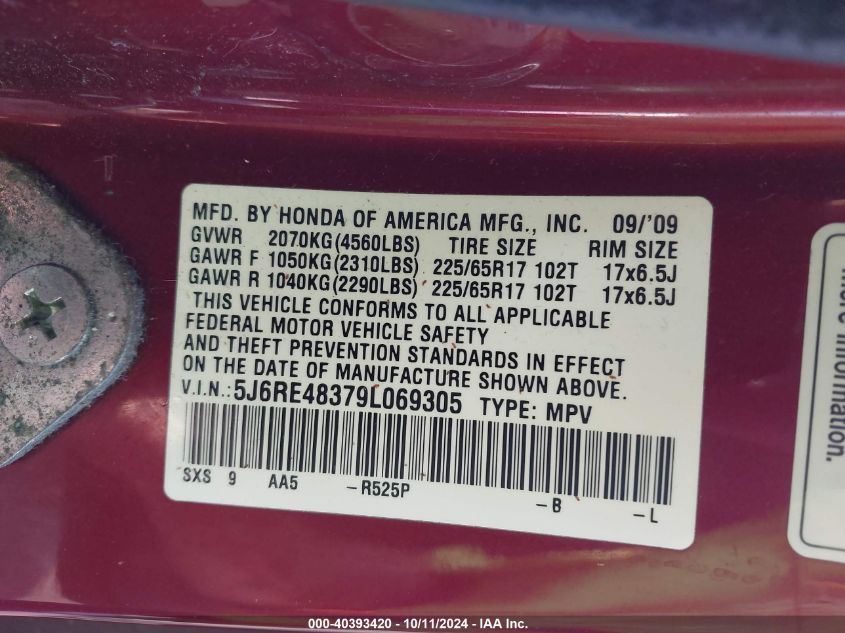 MFD. BY HONDA OF AMERICA MFG., INC. 09/'09
GVWR 2070KG(4560LBS) TIRE SIZE RIM SIZE
GAWR F 1050KG(2310LBS) 225/65R17 102T 17x6.5J
GAWR R 1040KG(2290LBS) 225/65R17 102T 17x6.5J
THIS VEHICLE CONFORMS TO ALL APPLICABLE
FEDERAL MOTOR VEHICLE SAFETY
AND THEFT PREVENTION STANDARDS IN EFFECT
ON THE DATE OF MANUFACTURE SHOWN ABOVE.
V.I.N.: 5J6RE48379L069305 TYPE: MPV
SXS 9 AA5 -R525P -B -L
more information.
000-40393420 - 10/11/2024 - IAA Inc.